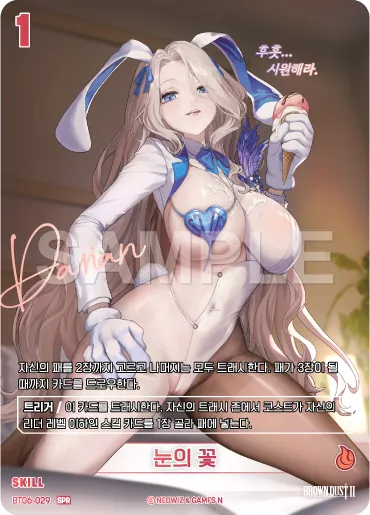 1
후훗...
시원해라.
Darian
SAMPLE
자신의 패를 2장까지 고르고 나머지는 모두 트래시한다. 패가 3장이 될
때까지 카드를 드로우한다.
트리거 / 이 카드를 트래시한다. 자신의 트래시 존에서 코스트가 자신의
리더 레벨 이하인 스킬 카드를 1장 골라 패에 넣는다.
눈의 꽃
SKILL
BT06-029 SPR
© NEOWIZ & GAMFS N
BROWN DUST II